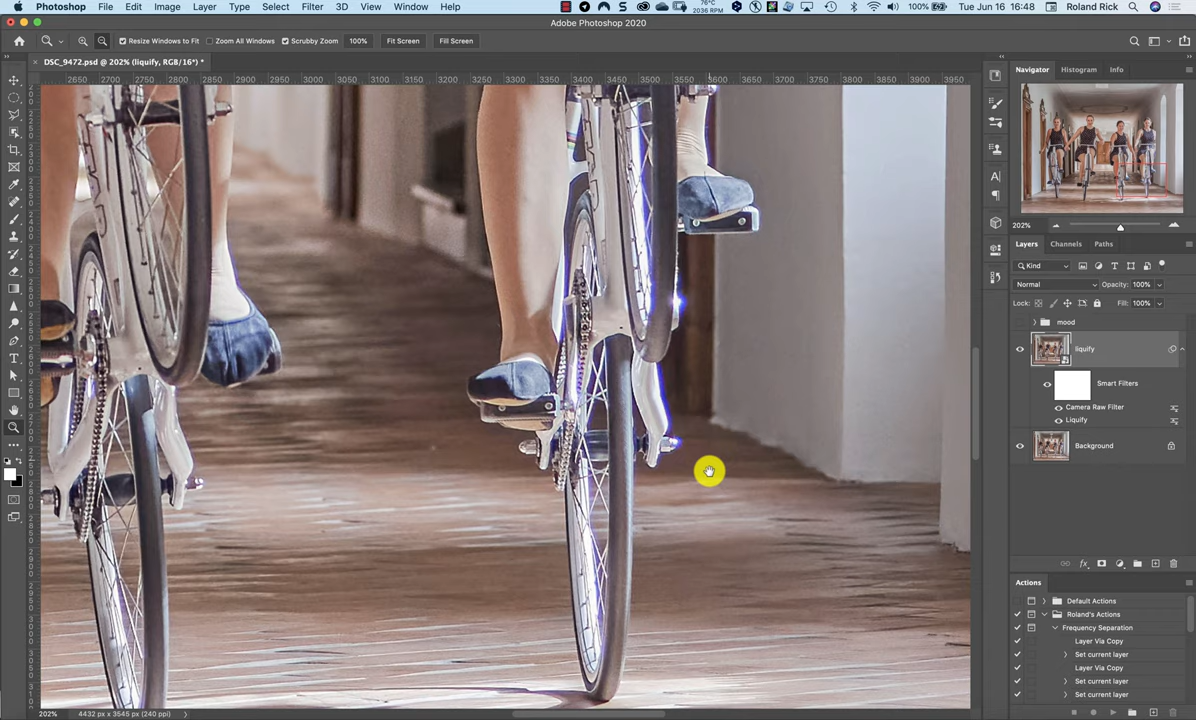 Photoshop File Edit Image Layer Type Select Filter 3D View Window Help
76°C
2036 RPM
100%
Tue Jun 16 16:48 Roland Rick
Adobe Photoshop 2020
Resize Windows to Fit Zoom All Windows Scrubby Zoom 100% Fit Screen Fill Screen
DSC_9472.psd @ 202% (liquify, RGB/16*) *
2650 2700 2750 2800 2850 2900 2950 3000 3050 3100 3150 3200 3250 3300 3350 3400 3450 3500 3550 3600 3650 3700 3750 3800 3850 3900 3950
Navigator Histogram Info
202%
Layers Channels Paths
Kind
Normal Opacity: 100%
Lock: Fill: 100%
mood
liquify
Smart Filters
Camera Raw Filter
Liquify
Background
fx
Actions
Default Actions
Roland's Actions
Frequency Separation
Layer Via Copy
Set current layer
Layer Via Copy
Set current layer
Set current layer
202% 4432 px x 3545 px (240 ppi)